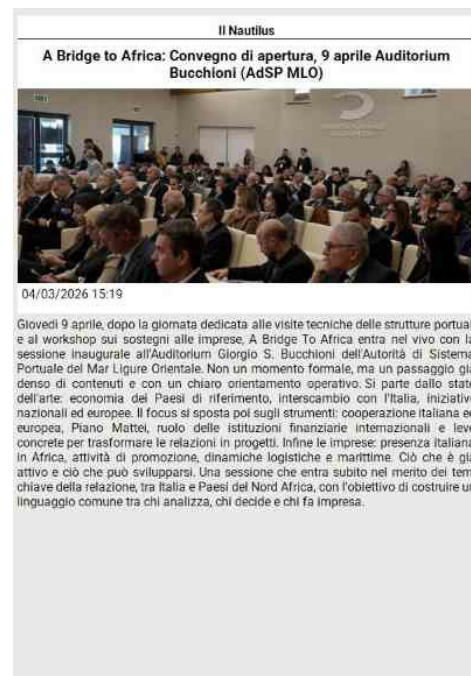 Il Nautilus
A Bridge to Africa: Convegno di apertura, 9 aprile Auditorium
Bucchioni (AdSP MLO)
04/03/2026 15:19
Giovedì 9 aprile, dopo la giornata dedicata alle visite tecniche delle strutture portual
e al workshop sui sostegni alle imprese, A Bridge To Africa entra nel vivo con la
sessione inaugurale all'Auditorium Giorgio S. Bucchioni dell'Autorità di Sistema
Portuale del Mar Ligure Orientale. Non un momento formale, ma un passaggio già
denso di contenuti e con un chiaro orientamento operativo. Si parte dallo stato
dell'arte: economia dei Paesi di riferimento, interscambio con l'Italia, iniziative
nazionali ed europee. Il focus si sposta poi sugli strumenti: cooperazione italiana ed
europea, Piano Mattei, ruolo delle istituzioni finanziarie internazionali e leve
concrete per trasformare le relazioni in progetti. Infine le imprese: presenza italiana
in Africa, attività di promozione, dinamiche logistiche e marittime. Ciò che è già
attivo e ciò che può svilupparsi. Una sessione che entra subito nel merito dei tem
chiave della relazione, tra Italia e Paesi del Nord Africa, con l'obiettivo di costruire un
linguaggio comune tra chi analizza, chi decide e chi fa impresa.